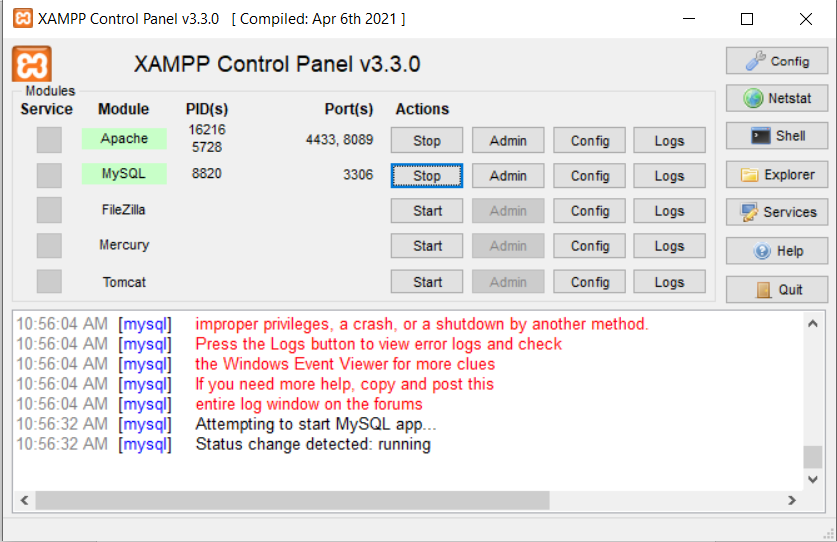 XAMPP Control Panel v3.3.0 [ Compiled: Apr 6th 2021 ]
XAMPP Control Panel v3.3.0
Config
Modules
Service Module PID(s) Port(s) Actions
Netstat
Apache 16216 5728 4433, 8089 Stop Admin Config Logs
Shell
MySQL 8820 3306 Stop Admin Config Logs
Explorer
FileZilla Start Admin Config Logs
Services
Mercury Start Admin Config Logs
Help
Tomcat Start Admin Config Logs
Quit
10:56:04 AM [mysql] improper privileges, a crash, or a shutdown by another method.
10:56:04 AM [mysql] Press the Logs button to view error logs and check
10:56:04 AM [mysql] the Windows Event Viewer for more clues
10:56:04 AM [mysql] If you need more help, copy and post this
10:56:04 AM [mysql] entire log window on the forums
10:56:32 AM [mysql] Attempting to start MySQL app...
10:56:32 AM [mysql] Status change detected: running